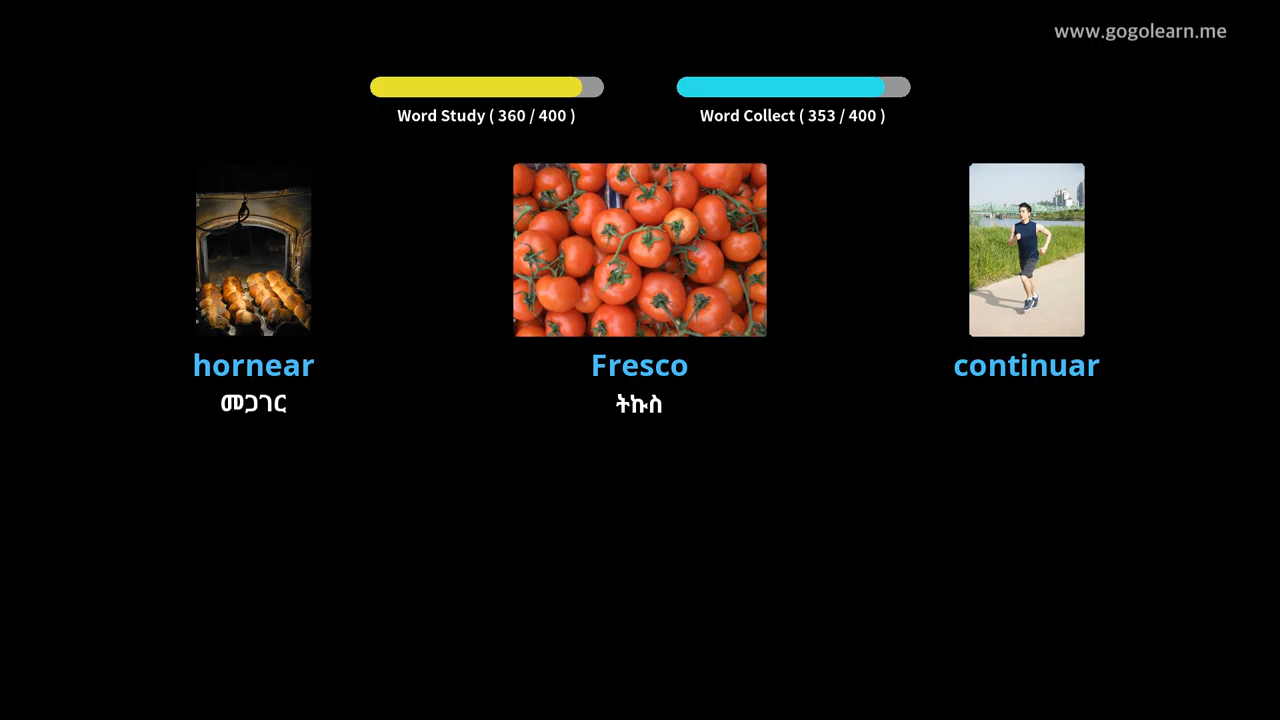 www.gogolearn.me
Word Study ( 360 / 400 )
Word Collect ( 353 / 400 )
hornear
መጋገር
Fresco
ትኩስ
continuar